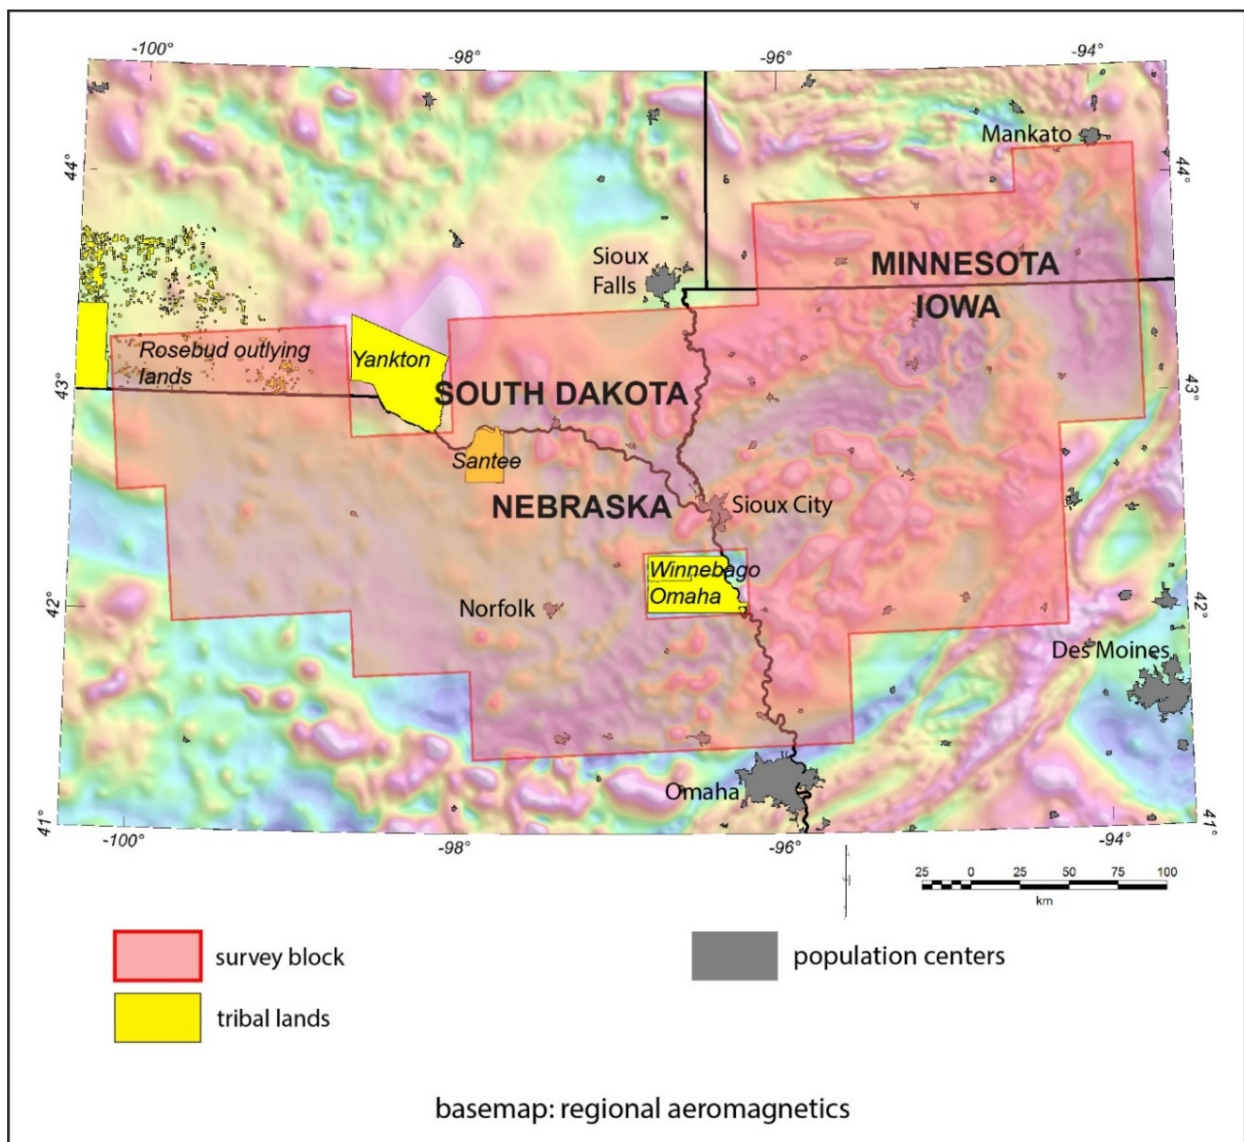 -100°
-98°
-96°
-94°
Mankato
44°
44°
Sioux
Falls
MINNESOTA
IOWA
Rosebud outlying
lands
Yankton
43°
43°
SOUTH DAKOTA
Santee
NEBRASKA
Sioux City
Winnebago
Omaha
Norfolk
42°
42°
Des Moines
Omaha
41°
41°
-100°
-98°
-96°
-94°
25 0 25 50 75 100
km
survey block
population centers
tribal lands
basemap: regional aeromagnetics